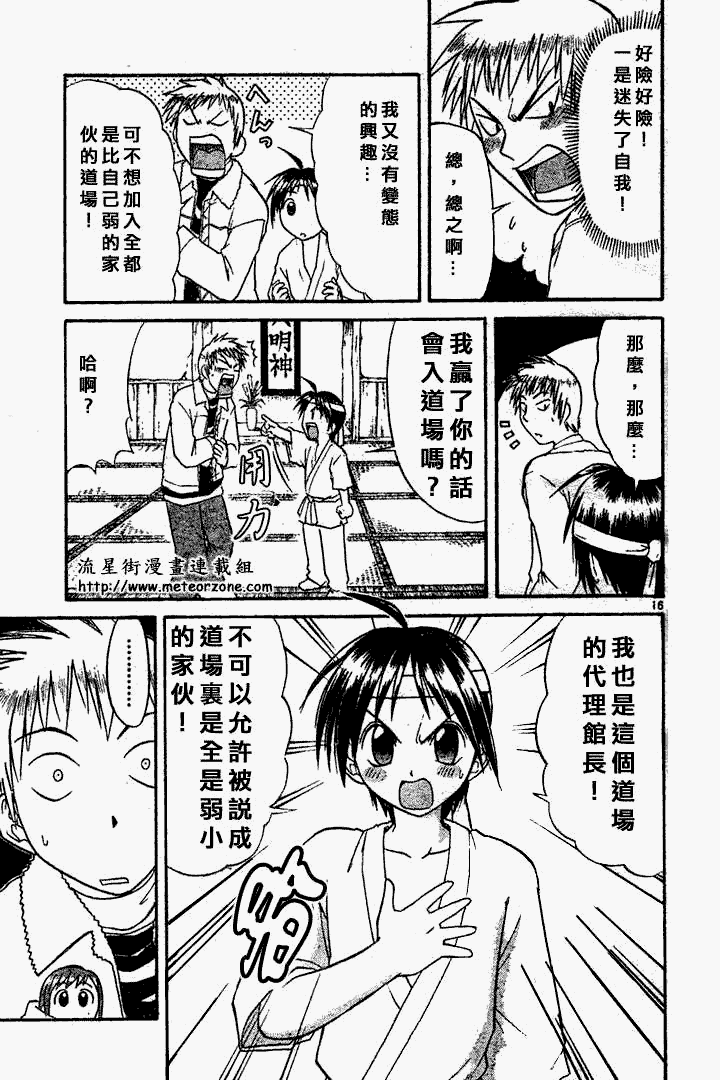 好險好險！
一是迷失了自我！
總，總之啊…
我又沒有變態
的興趣…
へんっ
可不想加入全都
是比自己弱的家
伙的道場！
那麼，那麼…
我贏了你的話
會入道場嗎？
明神
哈啊？
用力
流星街漫畫連載組
http://www.meteorzone.com
16
我也是這個道場
的代理館長！
不可以允許被說成
道場裏是全是弱小
的家伙！
哈
………